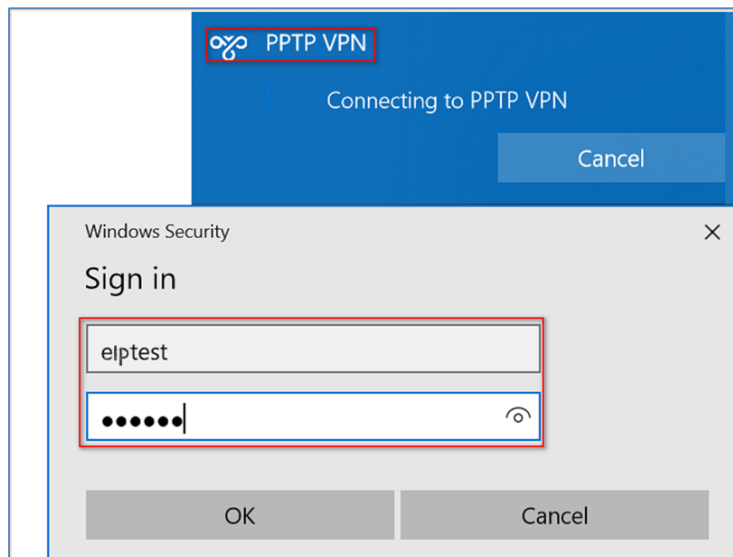 PPTP VPN
Connecting to PPTP VPN
Cancel
Windows Security
Sign in
elptest
●●●●●●
OK
Cancel